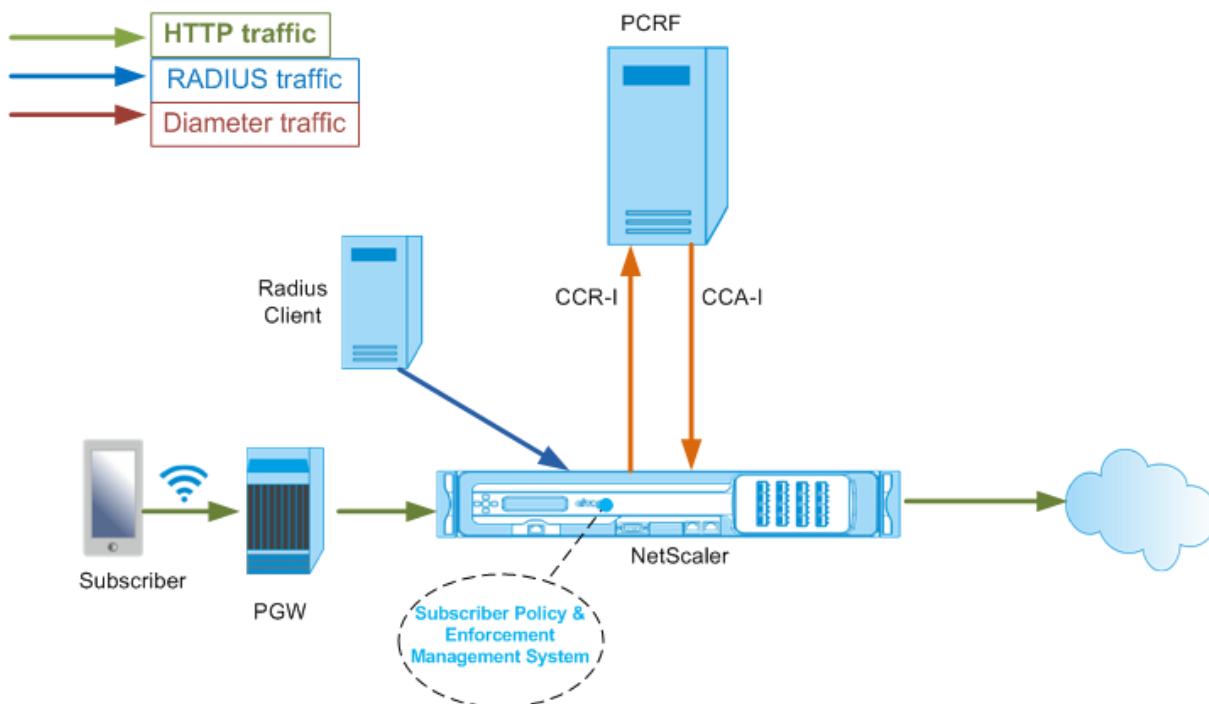 HTTP traffic
RADIUS traffic
Diameter traffic
PCRF
Radius
Client
CCR-I
CCA-I
Subscriber
PGW
NetScaler
Subscriber Policy &
Enforcement
Management System